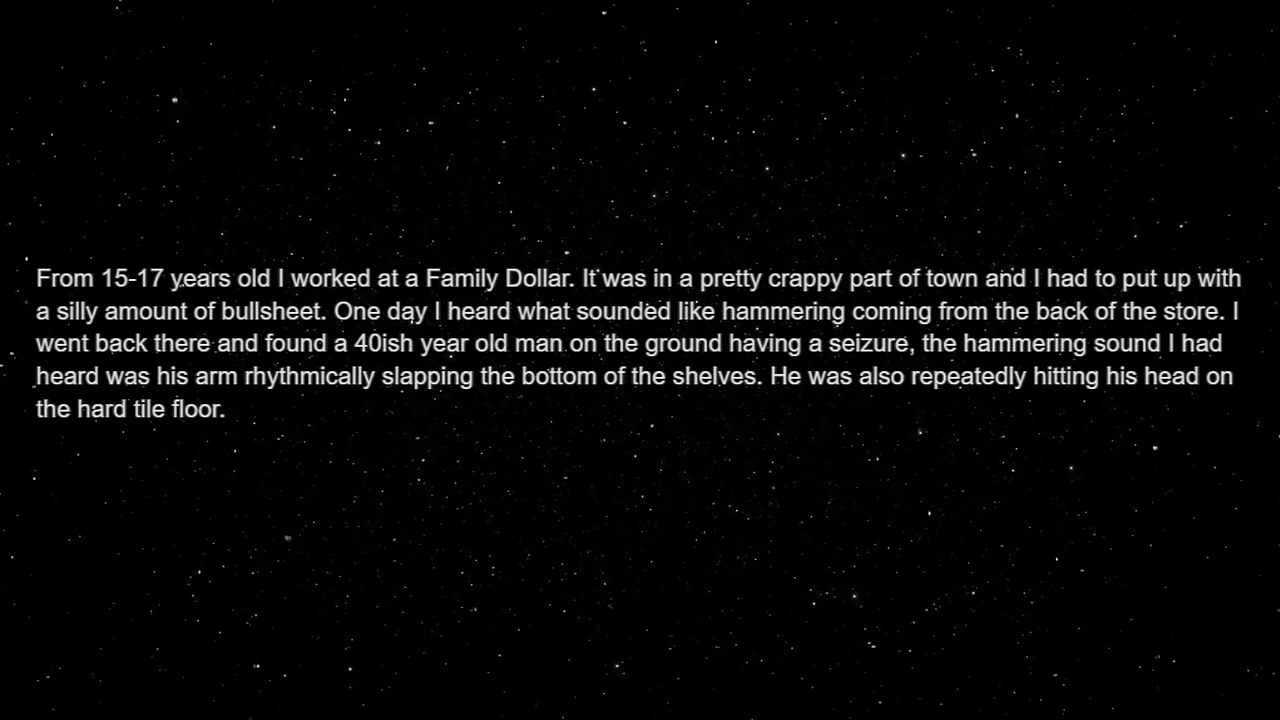 From 15-17 years old I worked at a Family Dollar. It was in a pretty crappy part of town and I had to put up with
a silly amount of bullsheet. One day I heard what sounded like hammering coming from the back of the store. I
went back there and found a 40ish year old man on the ground having a seizure, the hammering sound I had
heard was his arm rhythmically slapping the bottom of the shelves. He was also repeatedly hitting his head on
the hard tile floor.